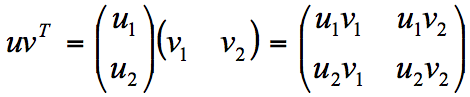 uv^T = (u_1 u_2) (v_1 v_2) = (u_1v_1 u_1v_2 u_2v_1 u_2v_2)